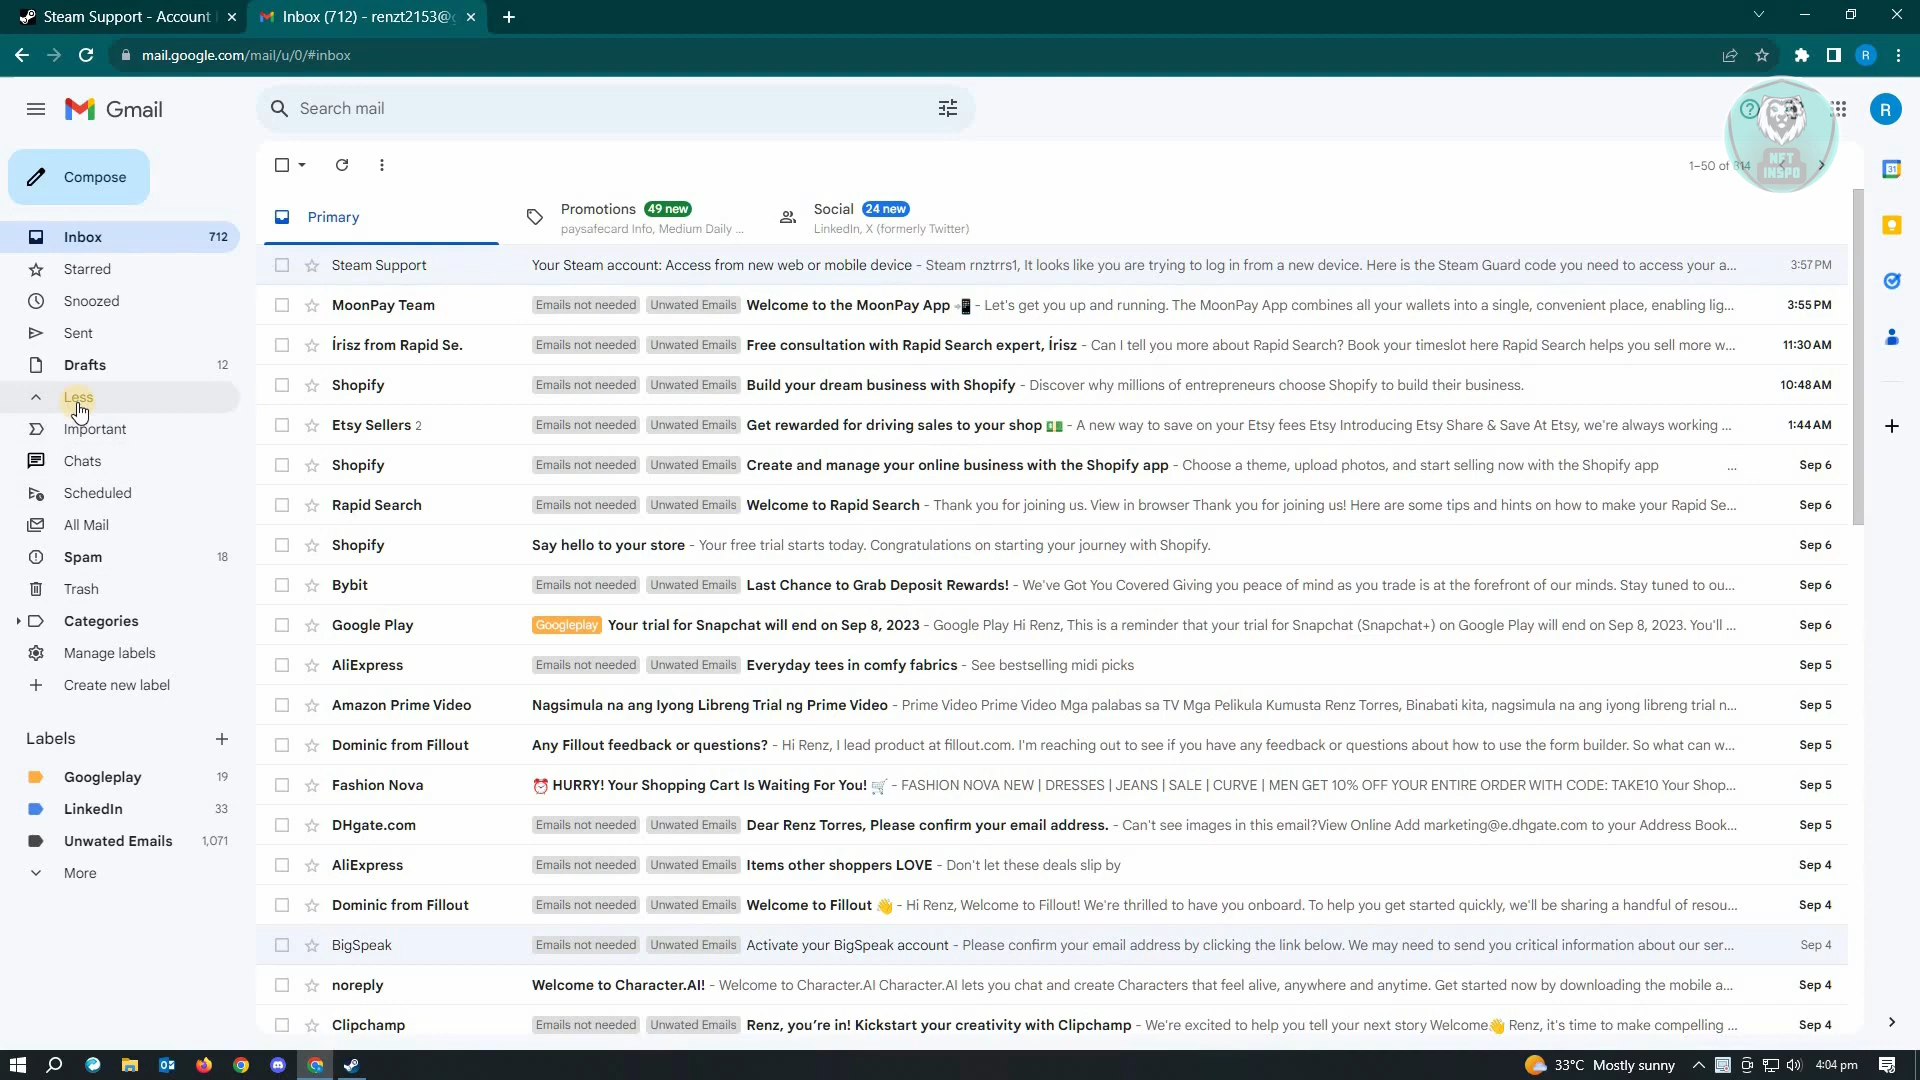 Steam Support - Account
Inbox (712) - renzt2153@g
mail.google.com/mail/u/0/#inbox
R
Gmail
Search mail
R
NFT
INSPO
Compose
1–50 of 314
31
Primary
Promotions 49 new
paysafecard Info, Medium Daily ...
Social 24 new
LinkedIn, X (formerly Twitter)
Inbox 712
Starred
Snoozed
Sent
Drafts 12
Less
Important
Chats
Scheduled
All Mail
Spam 18
Trash
Categories
Manage labels
Create new label
Labels
Googleplay 19
LinkedIn 33
Unwated Emails 1,071
More
Steam Support Your Steam account: Access from new web or mobile device - Steam rnztrrs1, It looks like you are trying to log in from a new device. Here is the Steam Guard code you need to access your a... 3:57 PM
MoonPay Team Emails not needed Unwated Emails Welcome to the MoonPay App 📲 - Let's get you up and running. The MoonPay App combines all your wallets into a single, convenient place, enabling lig... 3:55 PM
Írisz from Rapid Se. Emails not needed Unwated Emails Free consultation with Rapid Search expert, Írisz - Can I tell you more about Rapid Search? Book your timeslot here Rapid Search helps you sell more w... 11:30 AM
Shopify Emails not needed Unwated Emails Build your dream business with Shopify - Discover why millions of entrepreneurs choose Shopify to build their business. 10:48 AM
Etsy Sellers 2 Emails not needed Unwated Emails Get rewarded for driving sales to your shop 💵 - A new way to save on your Etsy fees Etsy Introducing Etsy Share & Save At Etsy, we're always working ... 1:44 AM
Shopify Emails not needed Unwated Emails Create and manage your online business with the Shopify app - Choose a theme, upload photos, and start selling now with the Shopify app ... Sep 6
Rapid Search Emails not needed Unwated Emails Welcome to Rapid Search - Thank you for joining us. View in browser Thank you for joining us! Here are some tips and hints on how to make your Rapid Se... Sep 6
Shopify Say hello to your store - Your free trial starts today. Congratulations on starting your journey with Shopify. Sep 6
Bybit Emails not needed Unwated Emails Last Chance to Grab Deposit Rewards! - We've Got You Covered Giving you peace of mind as you trade is at the forefront of our minds. Stay tuned to ou... Sep 6
Google Play Googleplay Your trial for Snapchat will end on Sep 8, 2023 - Google Play Hi Renz, This is a reminder that your trial for Snapchat (Snapchat+) on Google Play will end on Sep 8, 2023. You'll ... Sep 6
AliExpress Emails not needed Unwated Emails Everyday tees in comfy fabrics - See bestselling midi picks Sep 5
Amazon Prime Video Nagsimula na ang Iyong Libreng Trial ng Prime Video - Prime Video Prime Video Mga palabas sa TV Mga Pelikula Kumusta Renz Torres, Binabati kita, nagsimula na ang iyong libreng trial n... Sep 5
Dominic from Fillout Any Fillout feedback or questions? - Hi Renz, I lead product at fillout.com. I'm reaching out to see if you have any feedback or questions about how to use the form builder. So what can w... Sep 5
Fashion Nova ⏰ HURRY! Your Shopping Cart Is Waiting For You! 🛒 - FASHION NOVA NEW | DRESSES | JEANS | SALE | CURVE | MEN GET 10% OFF YOUR ENTIRE ORDER WITH CODE: TAKE10 Your Shop... Sep 5
DHgate.com Emails not needed Unwated Emails Dear Renz Torres, Please confirm your email address. - Can't see images in this email?View Online Add marketing@e.dhgate.com to your Address Book... Sep 5
AliExpress Emails not needed Unwated Emails Items other shoppers LOVE - Don't let these deals slip by Sep 4
Dominic from Fillout Emails not needed Unwated Emails Welcome to Fillout 👋 - Hi Renz, Welcome to Fillout! We're thrilled to have you onboard. To help you get started quickly, we'll be sharing a handful of resou... Sep 4
BigSpeak Emails not needed Unwated Emails Activate your BigSpeak account - Please confirm your email address by clicking the link below. We may need to send you critical information about our ser... Sep 4
noreply Welcome to Character.AI! - Welcome to Character.AI Character.AI lets you chat and create Characters that feel alive, anywhere and anytime. Get started now by downloading the mobile a... Sep 4
Clipchamp Emails not needed Unwated Emails Renz, you're in! Kickstart your creativity with Clipchamp - We're excited to help you tell your next story Welcome👋 Renz, it's time to make compelling ... Sep 4
33°C Mostly sunny
4:04 pm